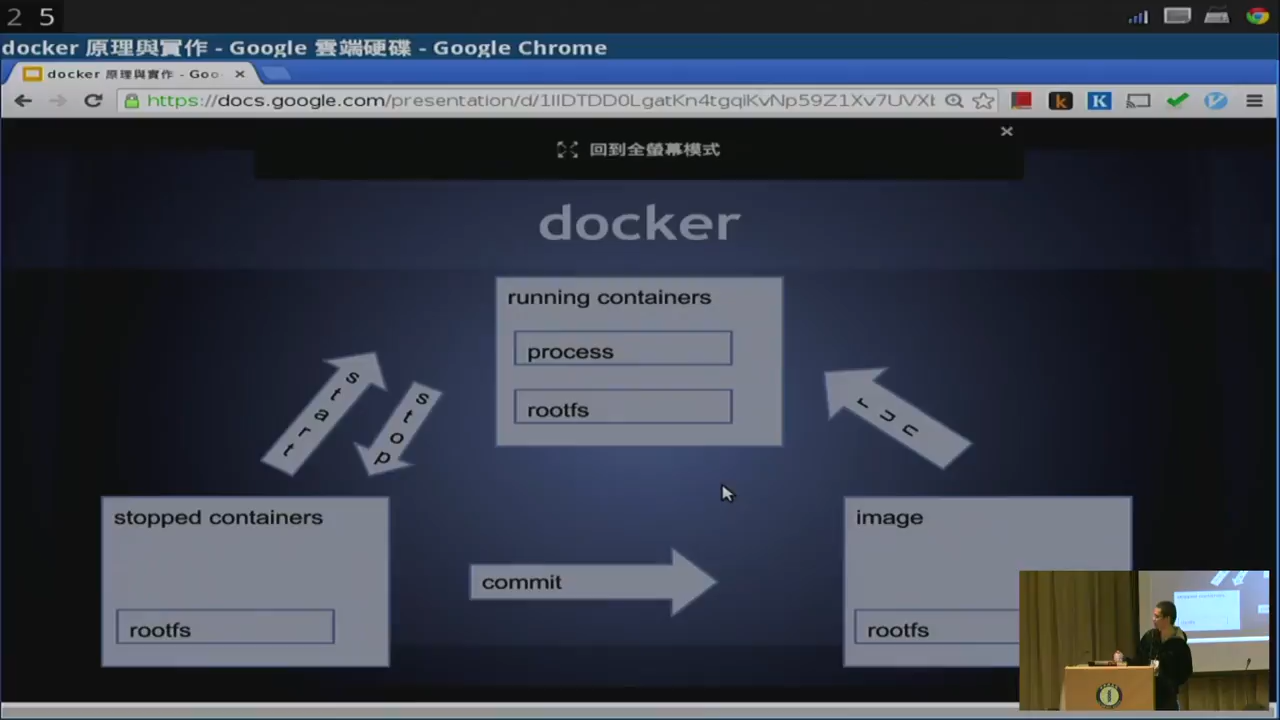 2 5
docker 原理與實作 - Google 雲端硬碟 - Google Chrome
docker 原理與實作 - Goo
https://docs.google.com/presentation/d/
回到全螢幕模式
docker
running containers
process
rootfs
start
stop
run
stopped containers
rootfs
commit
image
rootfs